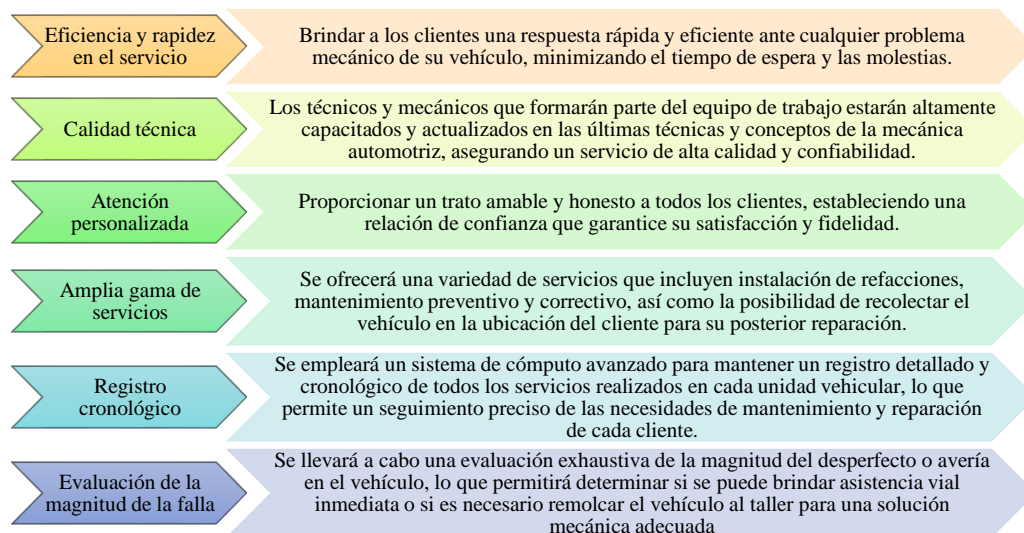 Eficiencia y rapidez
en el servicio
Brindar a los clientes una respuesta rápida y eficiente ante cualquier problema
mecánico de su vehículo, minimizando el tiempo de espera y las molestias.
Calidad técnica
Los técnicos y mecánicos que formarán parte del equipo de trabajo estarán altamente
capacitados y actualizados en las últimas técnicas y conceptos de la mecánica
automotriz, asegurando un servicio de alta calidad y confiabilidad.
Atención
personalizada
Proporcionar un trato amable y honesto a todos los clientes, estableciendo una
relación de confianza que garantice su satisfacción y fidelidad.
Amplia gama de
servicios
Se ofrecerá una variedad de servicios que incluyen instalación de refacciones,
mantenimiento preventivo y correctivo, así como la posibilidad de recolectar el
vehículo en la ubicación del cliente para su posterior reparación.
Registro
cronológico
Se empleará un sistema de cómputo avanzado para mantener un registro detallado y
cronológico de todos los servicios realizados en cada unidad vehicular, lo que
permite un seguimiento preciso de las necesidades de mantenimiento y reparación
de cada cliente.
Evaluación de la
magnitud de la falla
Se llevará a cabo una evaluación exhaustiva de la magnitud del desperfecto o avería
en el vehículo, lo que permitirá determinar si se puede brindar asistencia vial
inmediata o si es necesario remolcar el vehículo al taller para una solución
mecánica adecuada